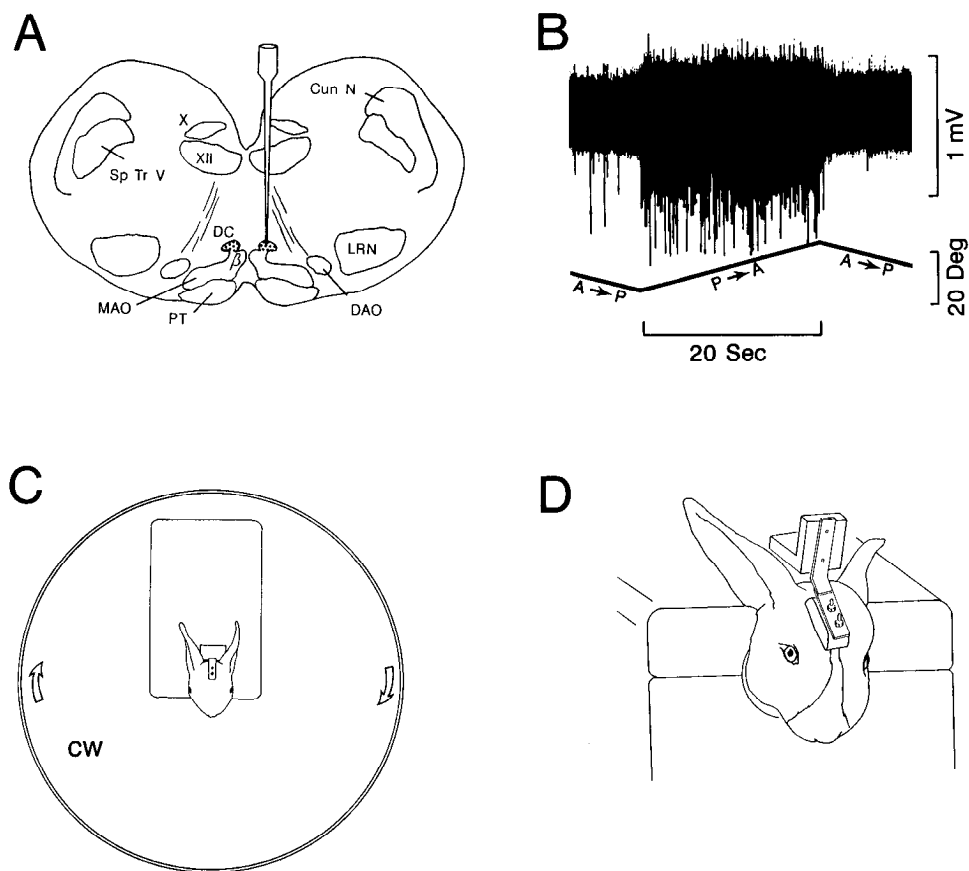 A
Cun N
X
XII
Sp Tr V
DC
β
LRN
MAO
PT
DAO
B
1 mV
A → P
P → A
A → P
20 Deg
20 Sec
C
CW
D